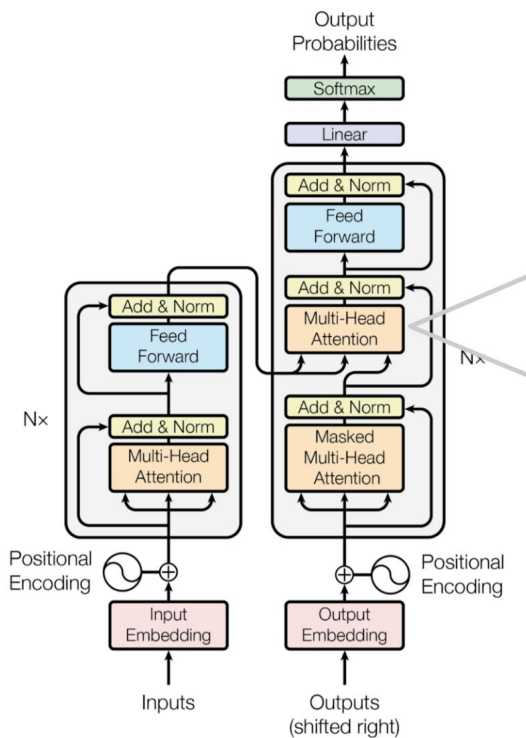 Output
Probabilities
Softmax
Linear
Add & Norm
Feed
Forward
Add & Norm
Multi-Head
Attention
Nx
Add & Norm
Masked
Multi-Head
Attention
Add & Norm
Feed
Forward
Nx
Add & Norm
Multi-Head
Attention
Positional
Encoding
Positional
Encoding
Input
Embedding
Output
Embedding
Inputs
Outputs
(shifted right)